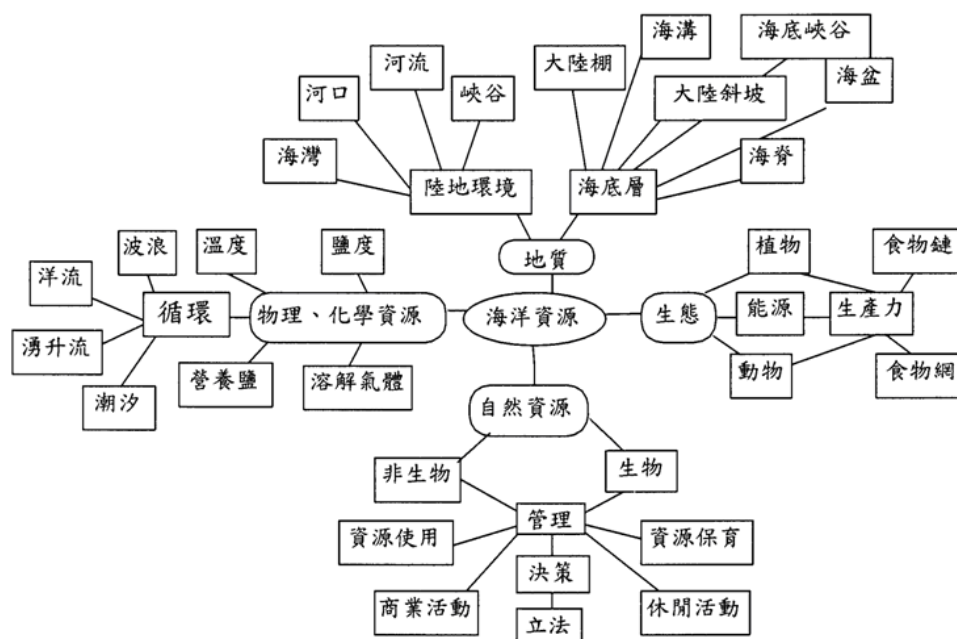 海溝
海底峽谷
河流
大陸棚
海盆
河口
峽谷
大陸斜坡
海灣
海脊
陸地環境
海底層
波浪
溫度
鹽度
地質
植物
食物鏈
洋流
循環
物理、化學資源
海洋資源
生態
能源
生產力
湧升流
營養鹽
溶解氣體
動物
食物網
潮汐
自然資源
非生物
生物
管理
資源使用
資源保育
決策
商業活動
休閒活動
立法